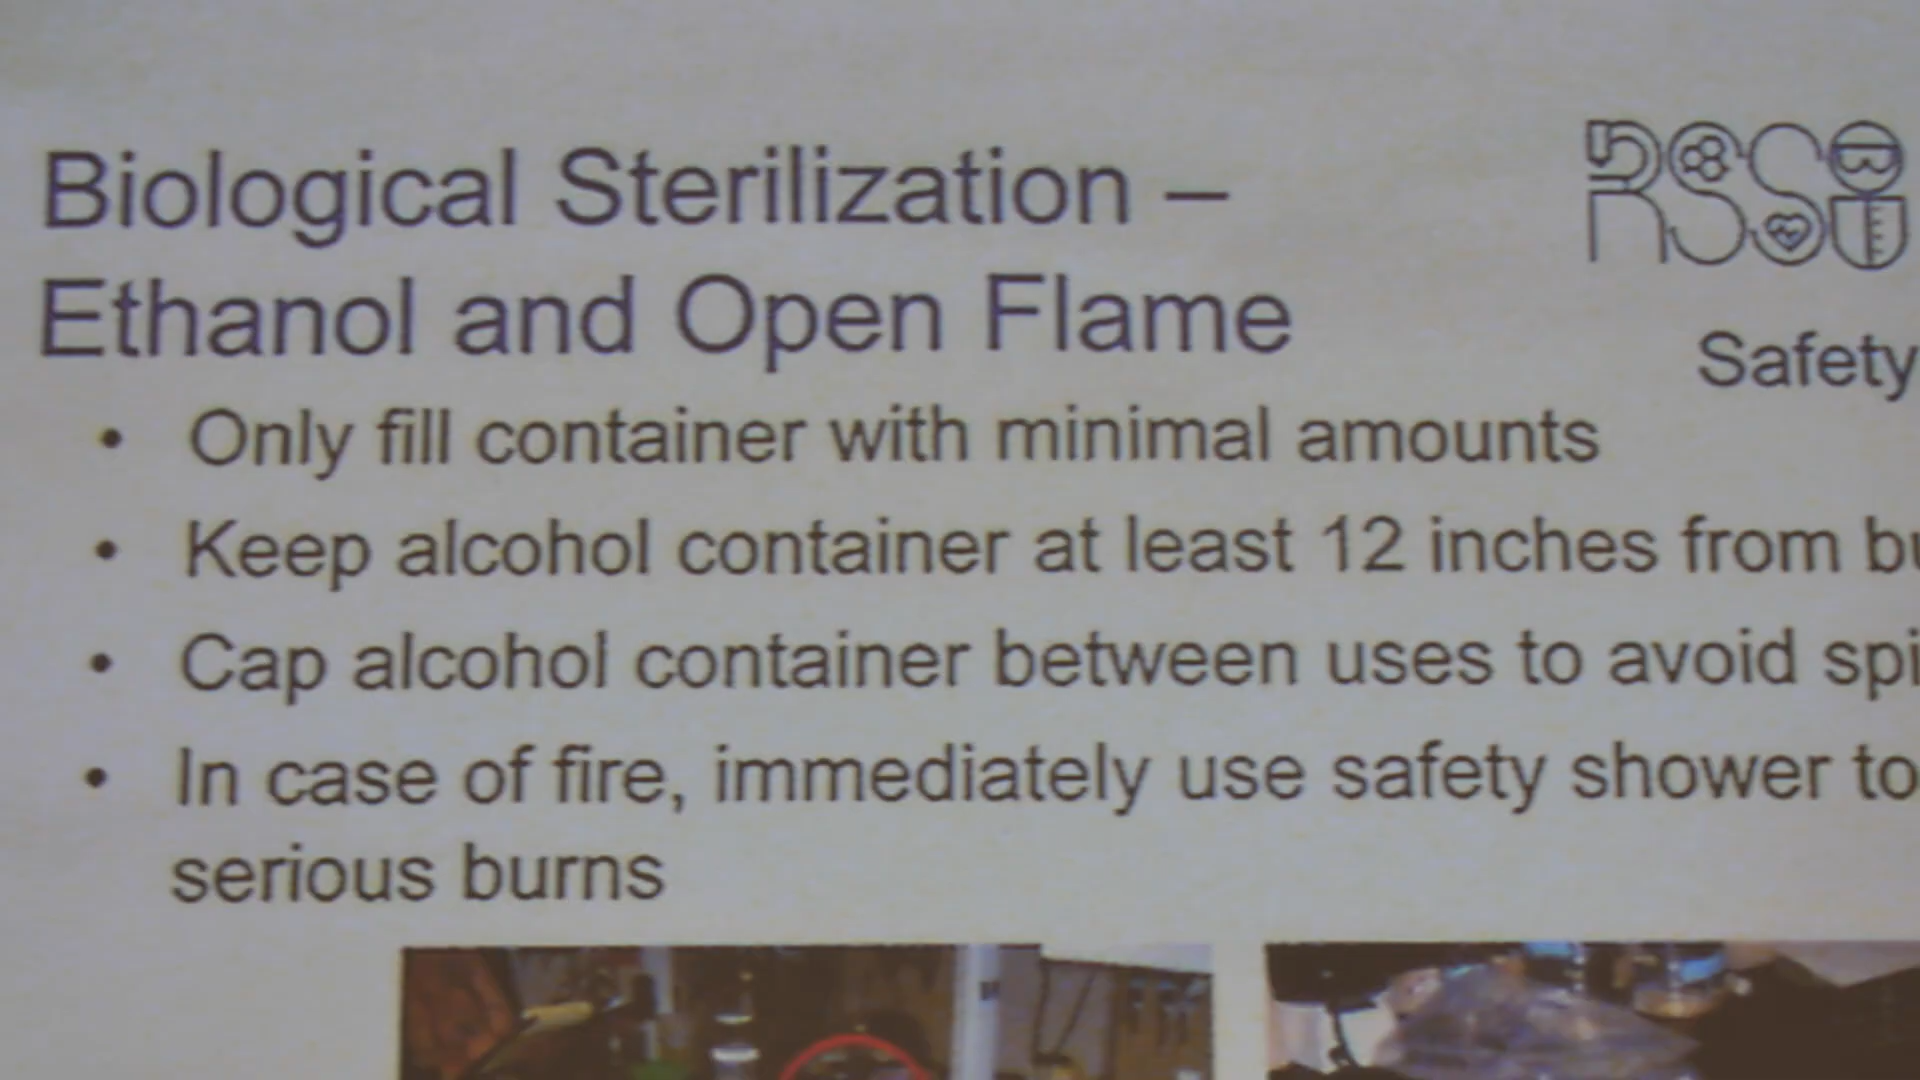 Biological Sterilization –
Ethanol and Open Flame
RSS
Safety
• Only fill container with minimal amounts
• Keep alcohol container at least 12 inches from
• Cap alcohol container between uses to avoid
• In case of fire, immediately use safety shower to
serious burns